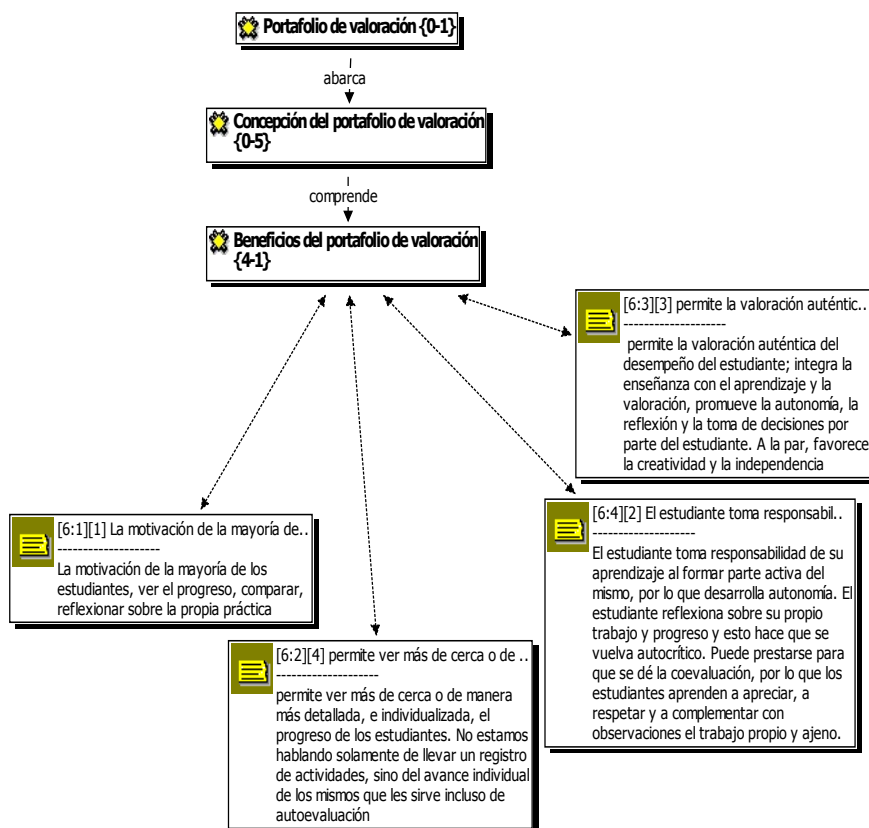 Portafolio de valoración {0-1}
abarca
Concepción del portafolio de valoración
{0-5}
comprende
Beneficios del portafolio de valoración
{4-1}
[6:3][3] permite la valoración auténtic..
--------------------
permite la valoración auténtica del
desempeño del estudiante; integra la
enseñanza con el aprendizaje y la
valoración, promueve la autonomía, la
reflexión y la toma de decisiones por
parte del estudiante. A la par, favorece
la creatividad y la independencia
[6:1][1] La motivación de la mayoría de..
--------------------
La motivación de la mayoría de los
estudiantes, ver el progreso, comparar,
reflexionar sobre la propia práctica
[6:4][2] El estudiante toma responsabil..
--------------------
El estudiante toma responsabilidad de su
aprendizaje al formar parte activa del
mismo, por lo que desarrolla autonomía. El
estudiante reflexiona sobre su propio
trabajo y progreso y esto hace que se
vuelva autocrítico. Puede prestarse para
que se dé la coevaluación, por lo que los
estudiantes aprenden a apreciar, a
respetar y a complementar con
observaciones el trabajo propio y ajeno.
[6:2][4] permite ver más de cerca o de ..
--------------------
permite ver más de cerca o de manera
más detallada, e individualizada, el
progreso de los estudiantes. No estamos
hablando solamente de llevar un registro
de actividades, sino del avance individual
de los mismos que les sirve incluso de
autoevaluación